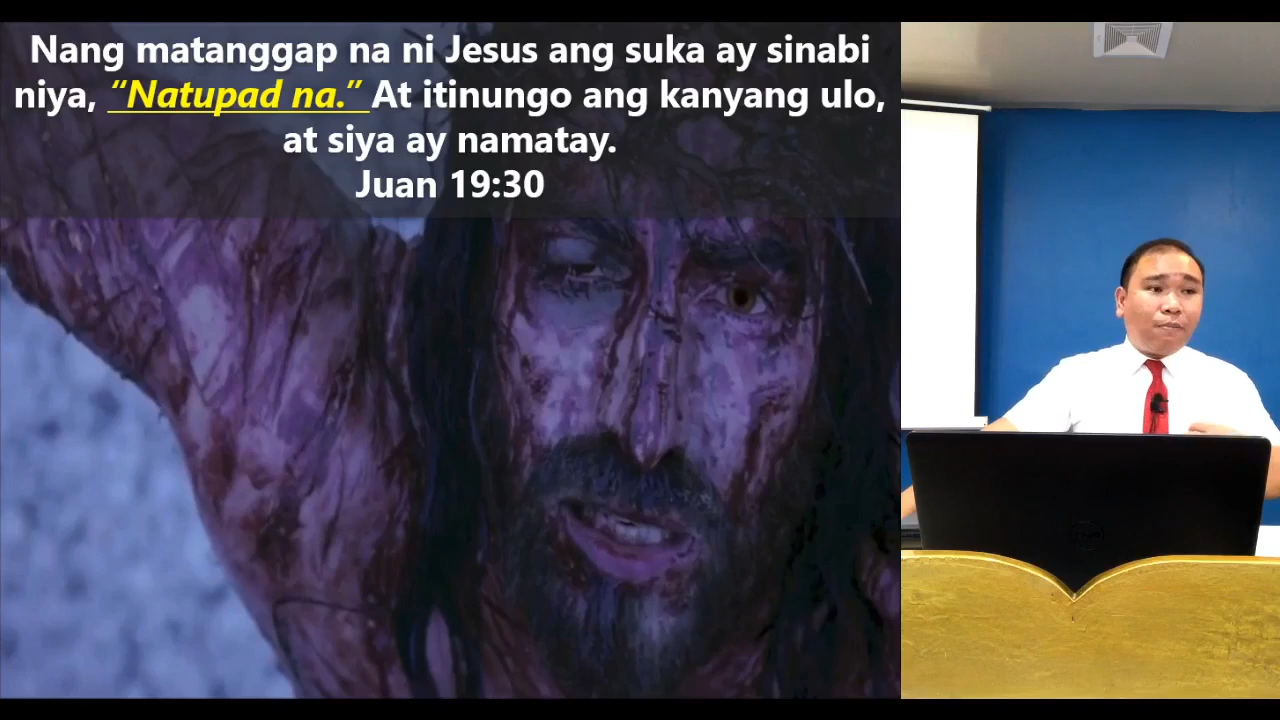 Nang matanggap na ni Jesus ang suka ay sinabi
niya, “Natupad na.” At itinungo ang kanyang ulo,
at siya ay namatay.
Juan 19:30